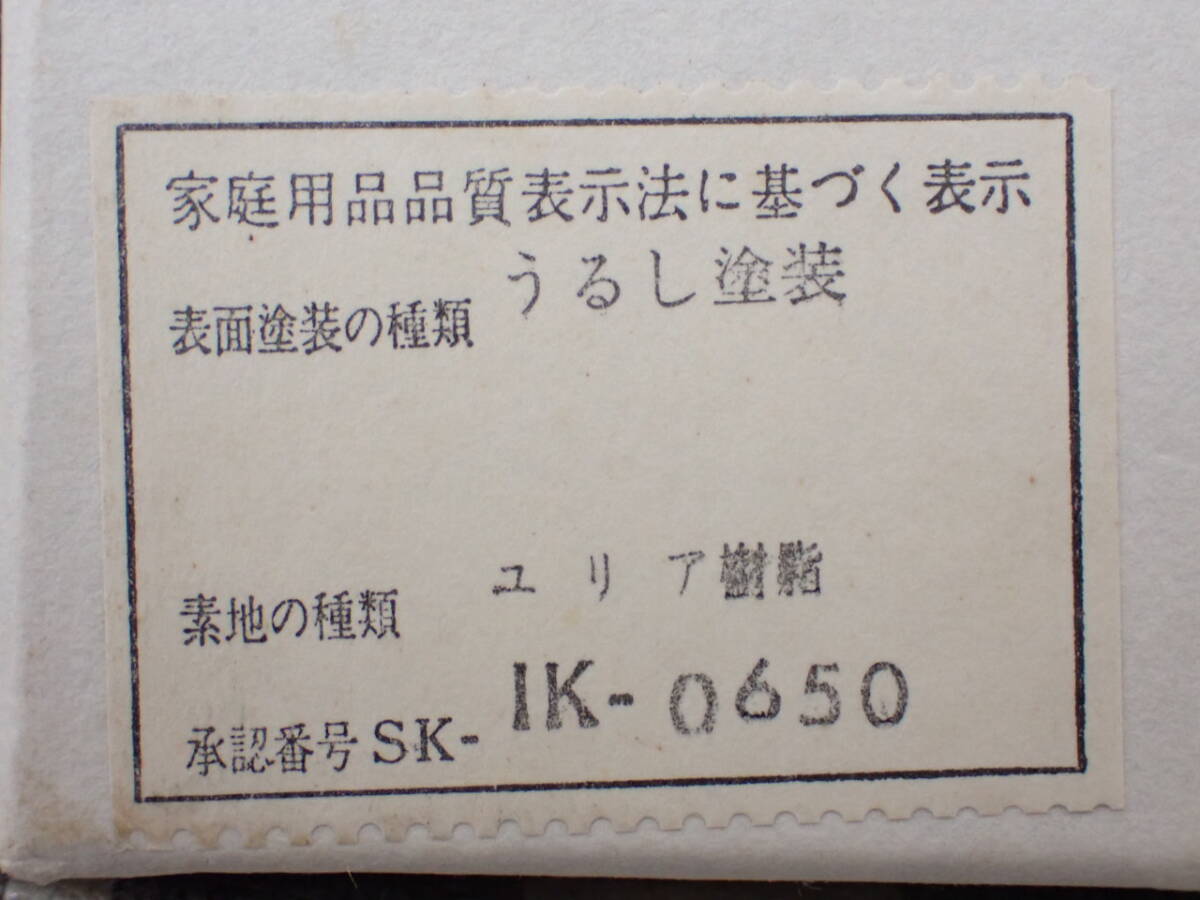 家庭用品品質表示法に基づく表示
表面塗装の種類 うるし塗装
素地の種類 ユリア樹脂
承認番号SK-IK-0650